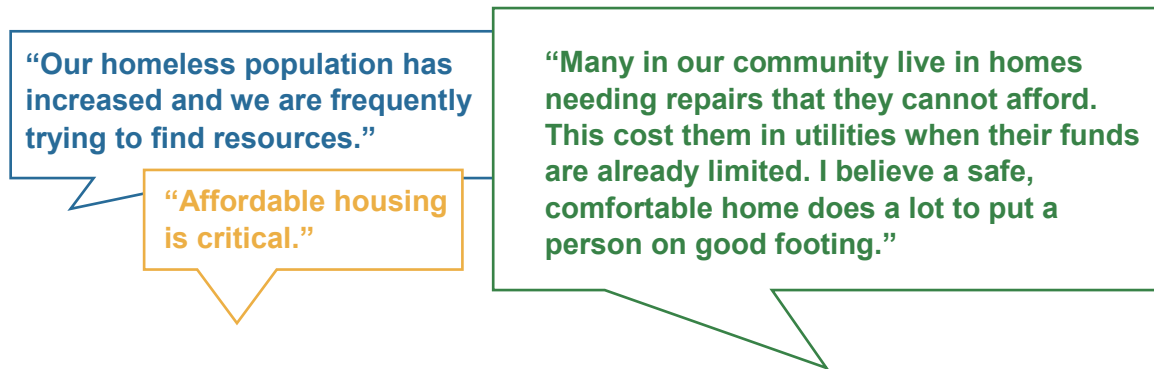 “Our homeless population has
increased and we are frequently
trying to find resources.”
“Affordable housing
is critical.”
“Many in our community live in homes
needing repairs that they cannot afford.
This cost them in utilities when their funds
are already limited. I believe a safe,
comfortable home does a lot to put a
person on good footing.”